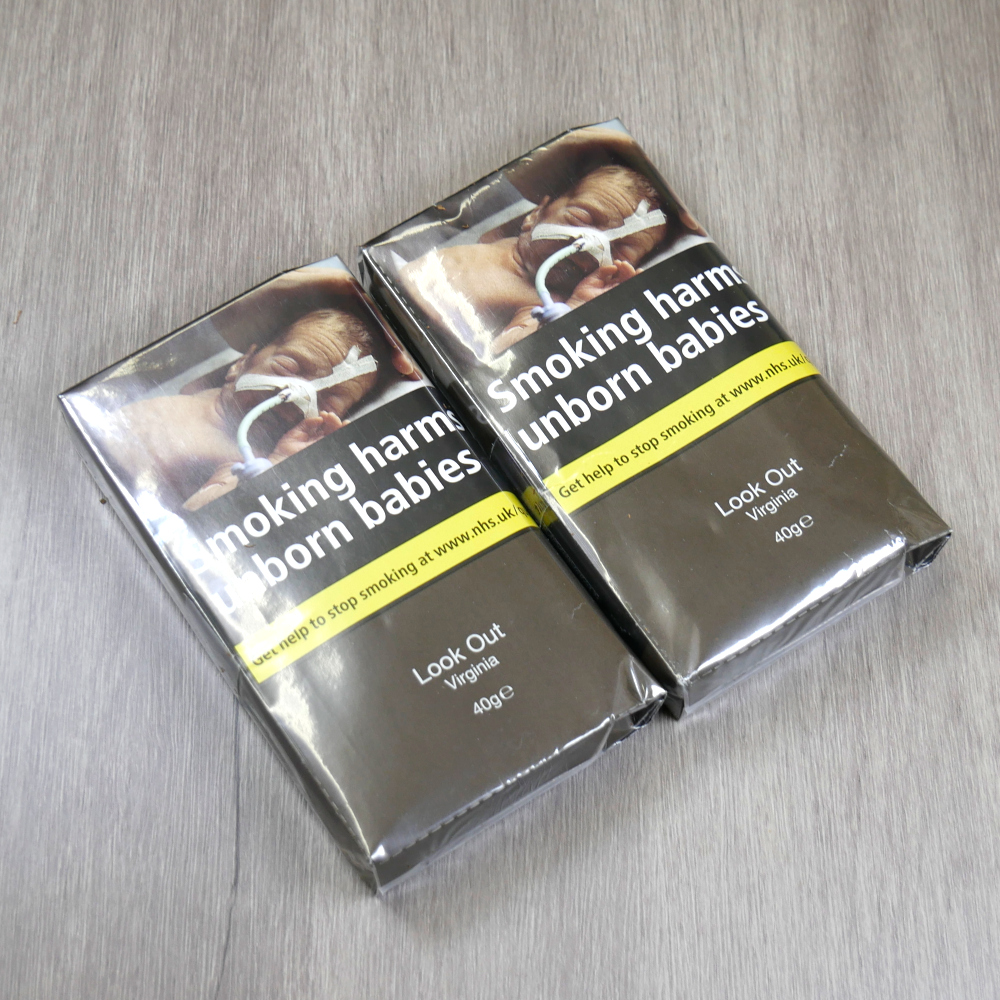 Smoking harms
unborn babies
Get help to stop smoking at www.nhs.uk/
Look Out
Virginia
40g℮
moking harms
unborn babies
Get help to stop smoking at www.nhs.uk/q
Look Out
Virginia
40g℮